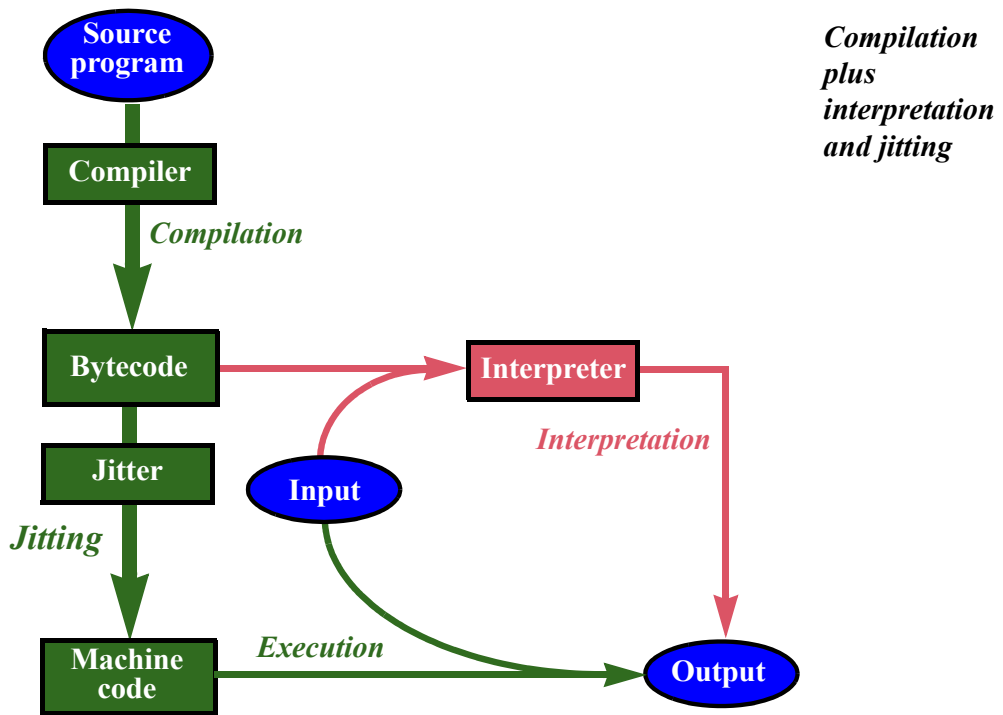 Source
program
Compilation
plus
interpretation
and jitting
Compiler
Compilation
Bytecode
Interpreter
Interpretation
Jitter
Input
Jitting
Execution
Machine
code
Output